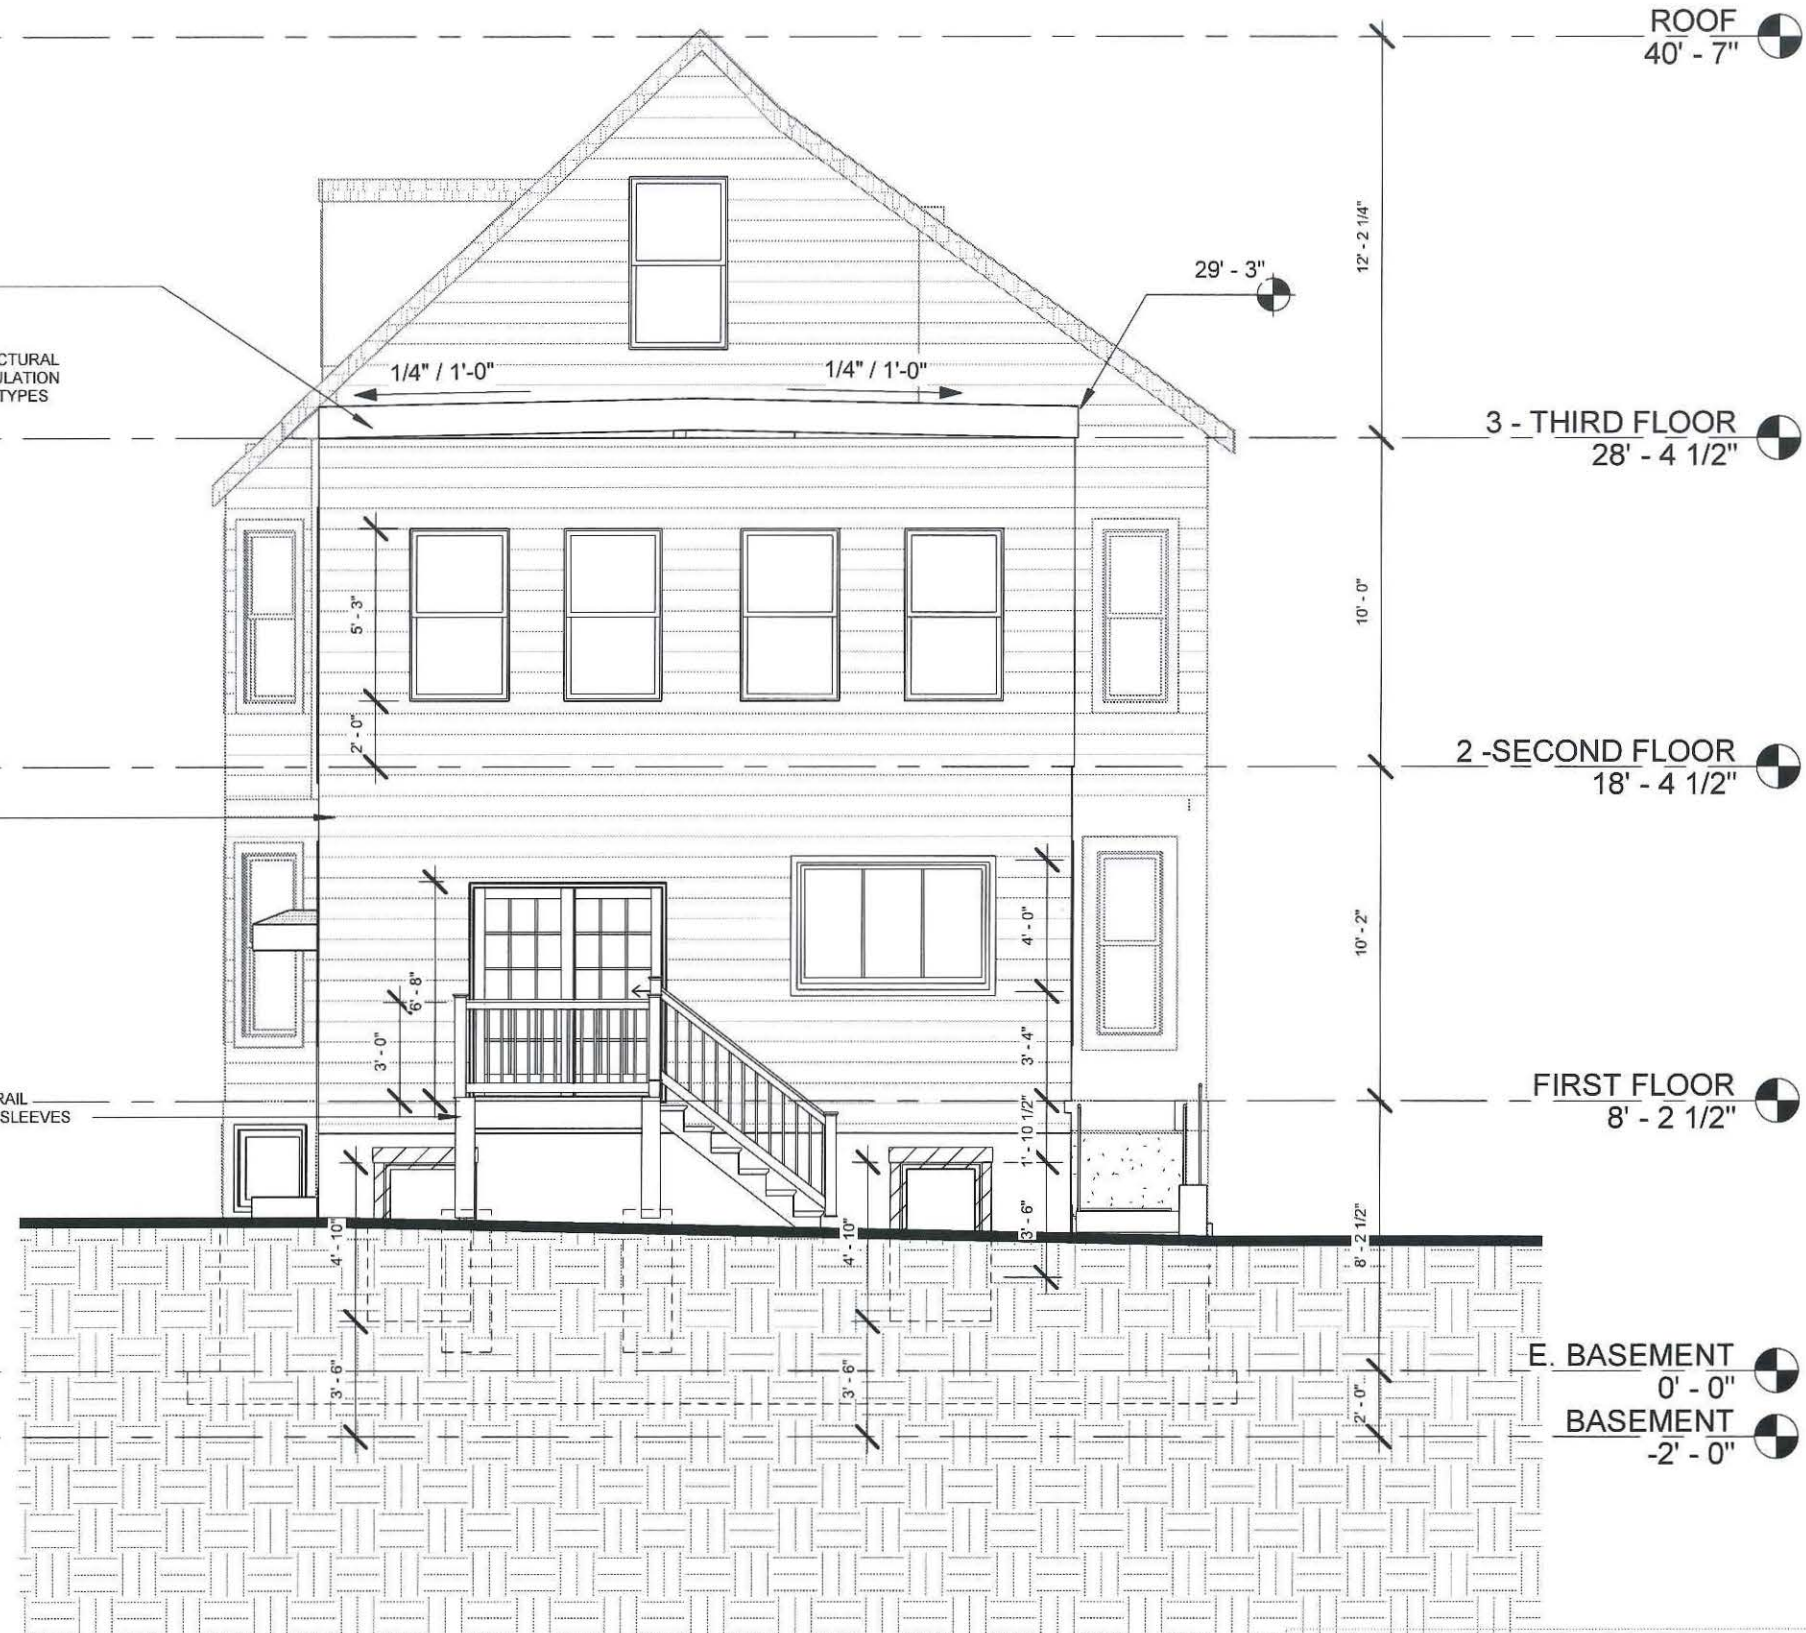 ROOF
40' - 7"
12' - 2 1/4"
29' - 3"
CTURAL
ULATION
TYPES
1/4" / 1'-0"
1/4" / 1'-0"
3 - THIRD FLOOR
28' - 4 1/2"
5' - 3"
10' - 0"
2' - 0"
2 -SECOND FLOOR
18' - 4 1/2"
4' - 0"
10' - 2"
6' - 8"
3' - 0"
3' - 4"
RAIL
SLEEVES
FIRST FLOOR
8' - 2 1/2"
1' - 10 1/2"
4' - 10"
4' - 10"
3' - 6"
8' - 2 1/2"
E. BASEMENT
0' - 0"
3' - 6"
3' - 6"
2' - 0"
BASEMENT
-2' - 0"